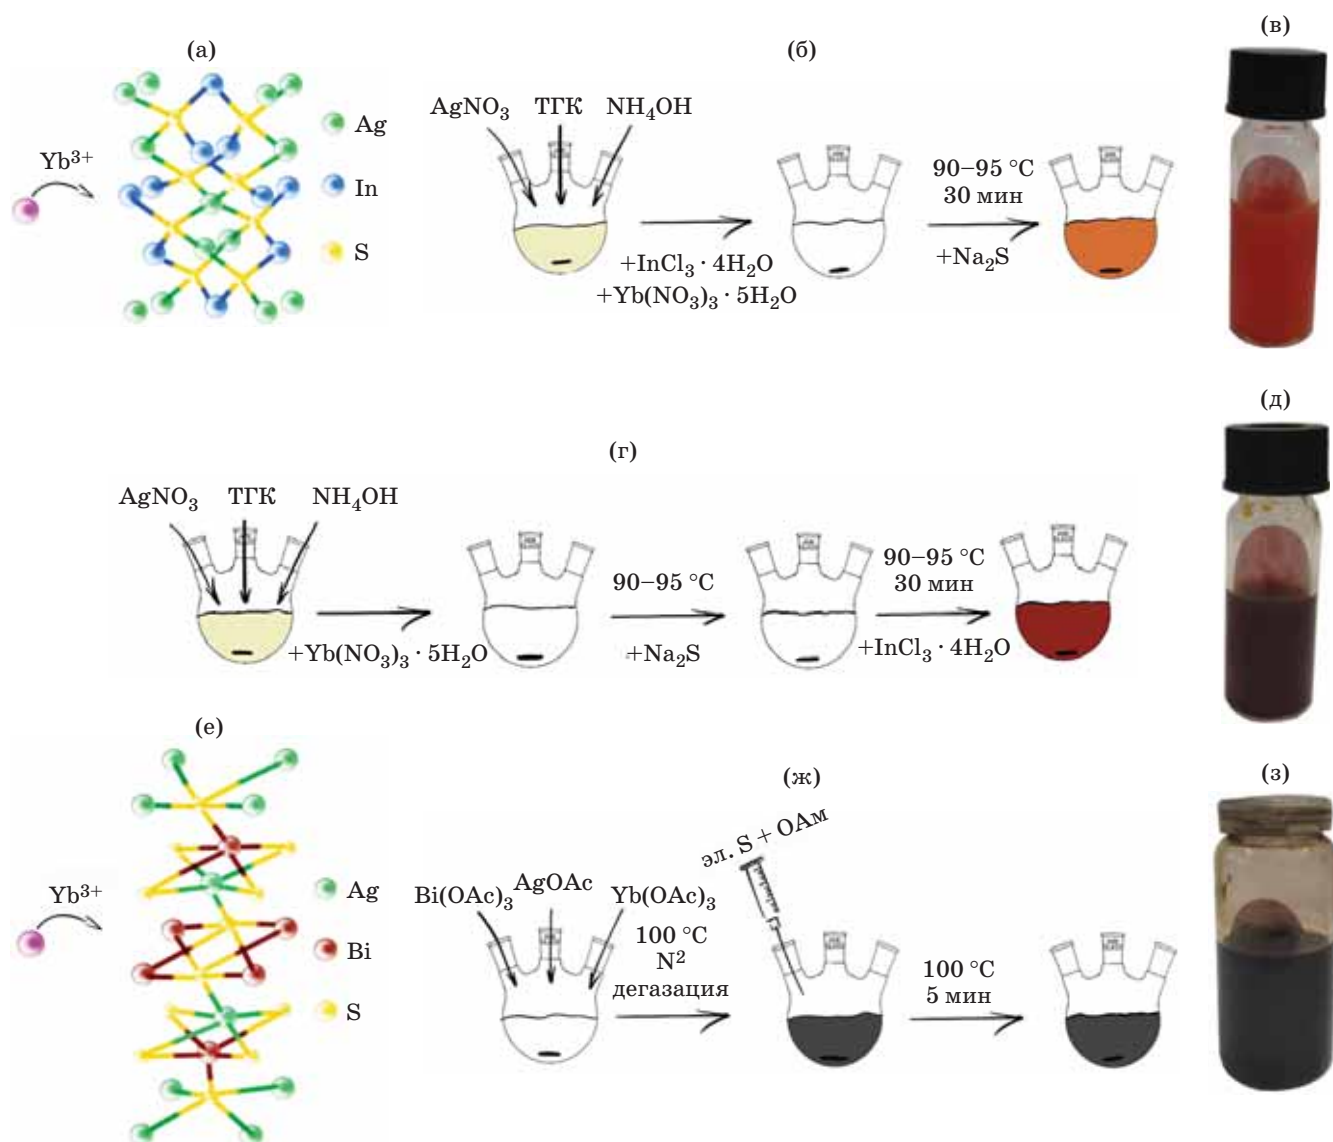 (а)
Yb³⁺
Ag
In
S
(б)
AgNO₃ ТГК NH₄OH
+InCl₃ · 4H₂O
+Yb(NO₃)₃ · 5H₂O
90–95 °C
30 мин
+Na₂S
(в)
(г)
AgNO₃ ТГК NH₄OH
+Yb(NO₃)₃ · 5H₂O
90–95 °C
+Na₂S
90–95 °C
30 мин
+InCl₃ · 4H₂O
(д)
(е)
Yb³⁺
Ag
Bi
S
(ж)
Bi(OAc)₃ AgOAc Yb(OAc)₃
100 °C
N²
дегазация
эл. S + ОАм
100 °C
5 мин
(з)